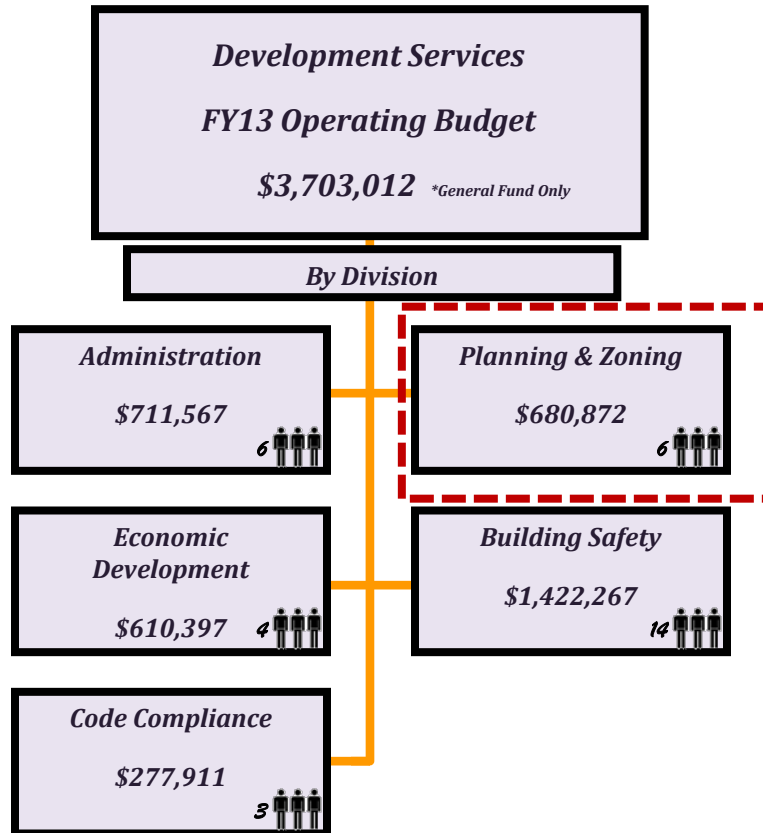 Development Services
FY13 Operating Budget
$3,703,012 *General Fund Only
By Division
Administration
$711,567
6
Planning & Zoning
$680,872
6
Economic
Development
$610,397
4
Building Safety
$1,422,267
14
Code Compliance
$277,911
3